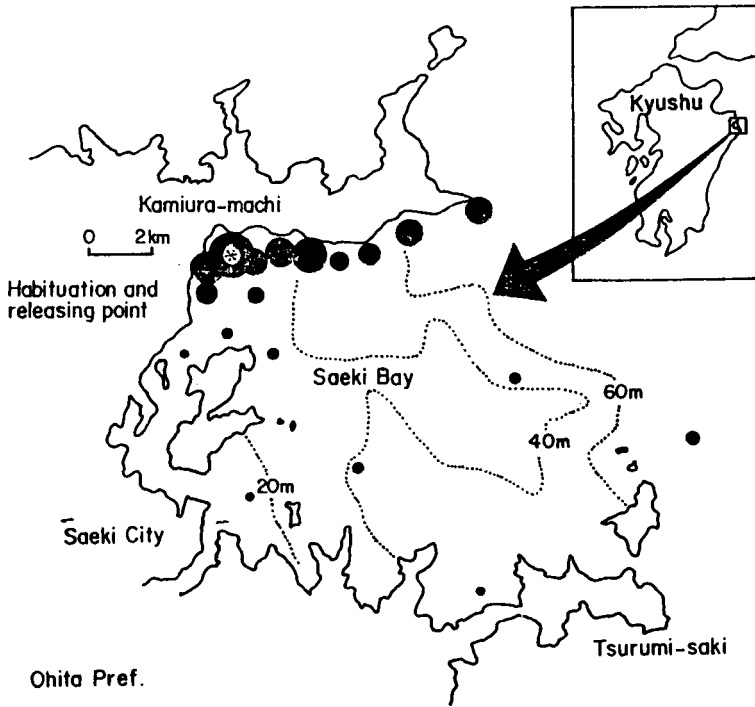 Kyushu
Kamiura-machi
0 2km
Habituation and
releasing point
Saeki Bay
60m
40m
20m
Saeki City
Tsurumi-saki
Ohita Pref.